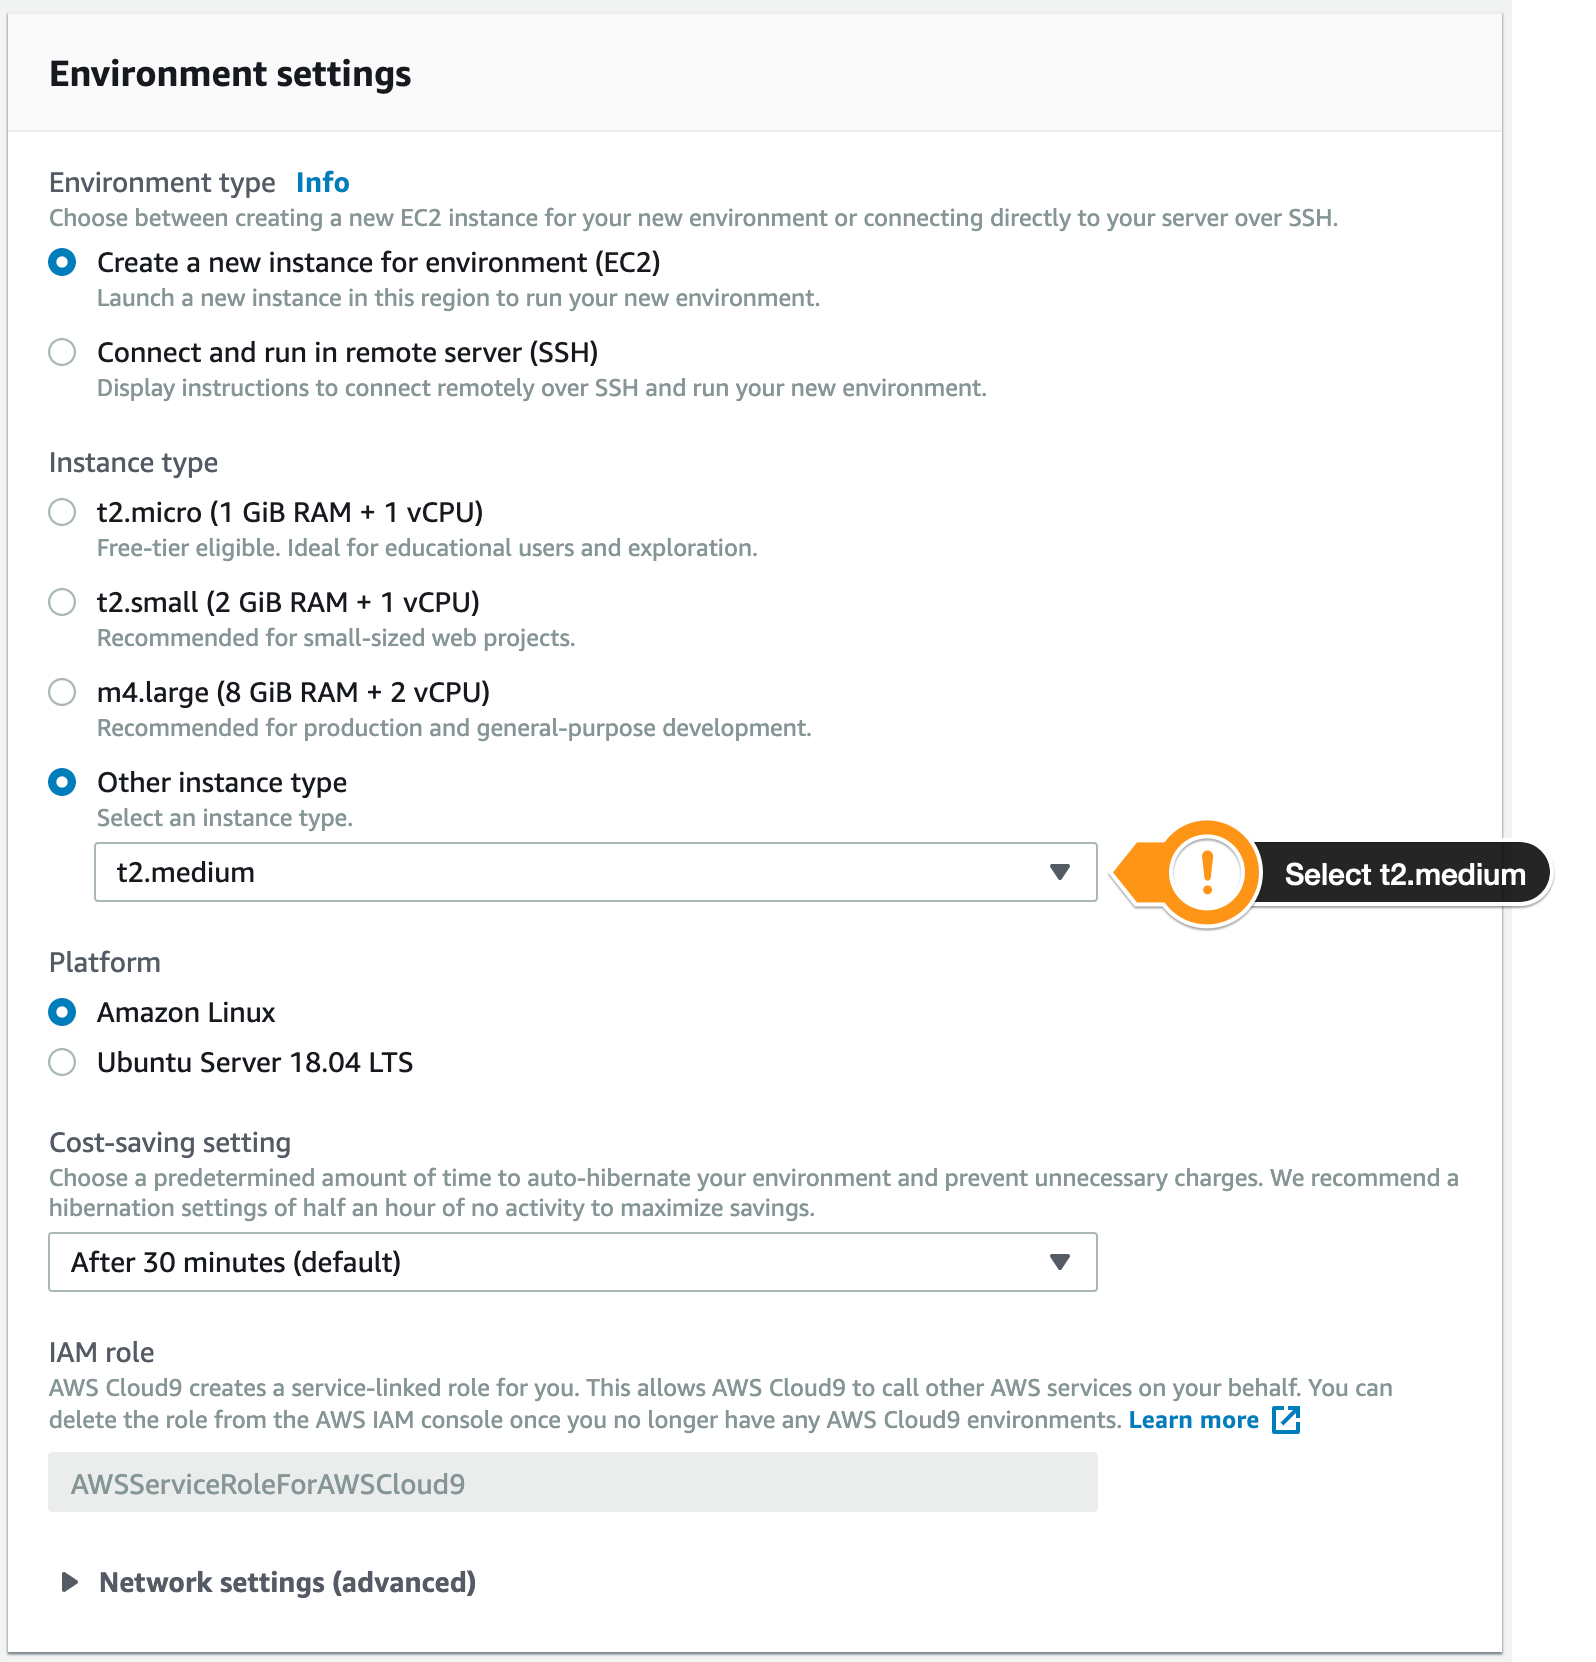 Environment settings
Environment type Info
Choose between creating a new EC2 instance for your new environment or connecting directly to your server over SSH.
Create a new instance for environment (EC2)
Launch a new instance in this region to run your new environment.
Connect and run in remote server (SSH)
Display instructions to connect remotely over SSH and run your new environment.
Instance type
t2.micro (1 GiB RAM + 1 vCPU)
Free-tier eligible. Ideal for educational users and exploration.
t2.small (2 GiB RAM + 1 vCPU)
Recommended for small-sized web projects.
m4.large (8 GiB RAM + 2 vCPU)
Recommended for production and general-purpose development.
Other instance type
Select an instance type.
t2.medium
! Select t2.medium
Platform
Amazon Linux
Ubuntu Server 18.04 LTS
Cost-saving setting
Choose a predetermined amount of time to auto-hibernate your environment and prevent unnecessary charges. We recommend a
hibernation settings of half an hour of no activity to maximize savings.
After 30 minutes (default)
IAM role
AWS Cloud9 creates a service-linked role for you. This allows AWS Cloud9 to call other AWS services on your behalf. You can
delete the role from the AWS IAM console once you no longer have any AWS Cloud9 environments. Learn more
AWSServiceRoleForAWSCloud9
Network settings (advanced)